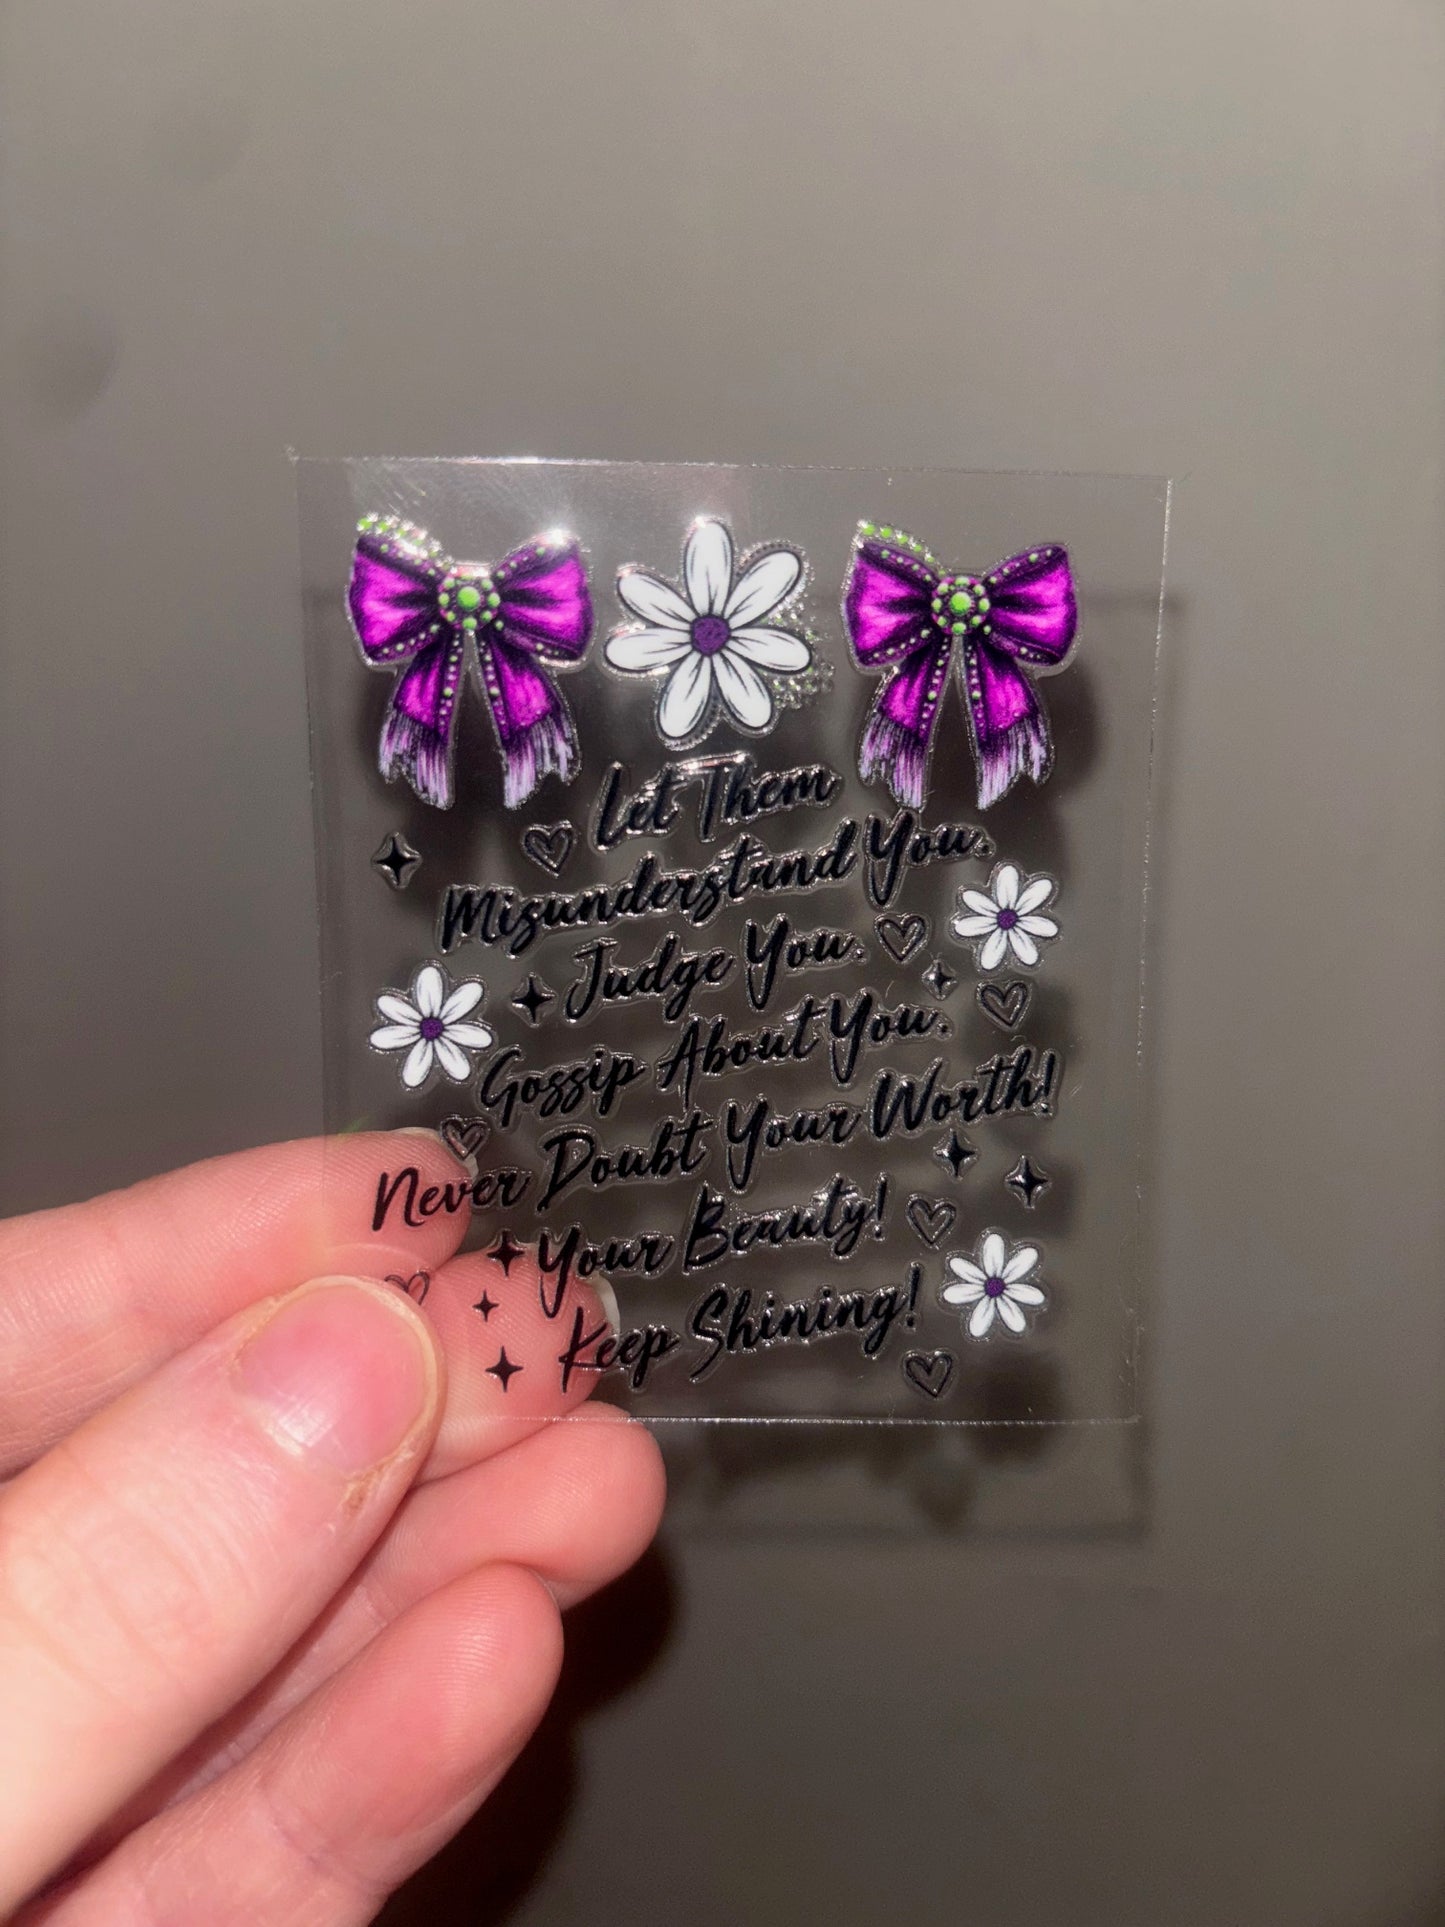 Let Them
Misunderstand You.
Judge You.
Gossip About You.
Never Doubt Your Worth!
Your Beauty!
Keep Shining!